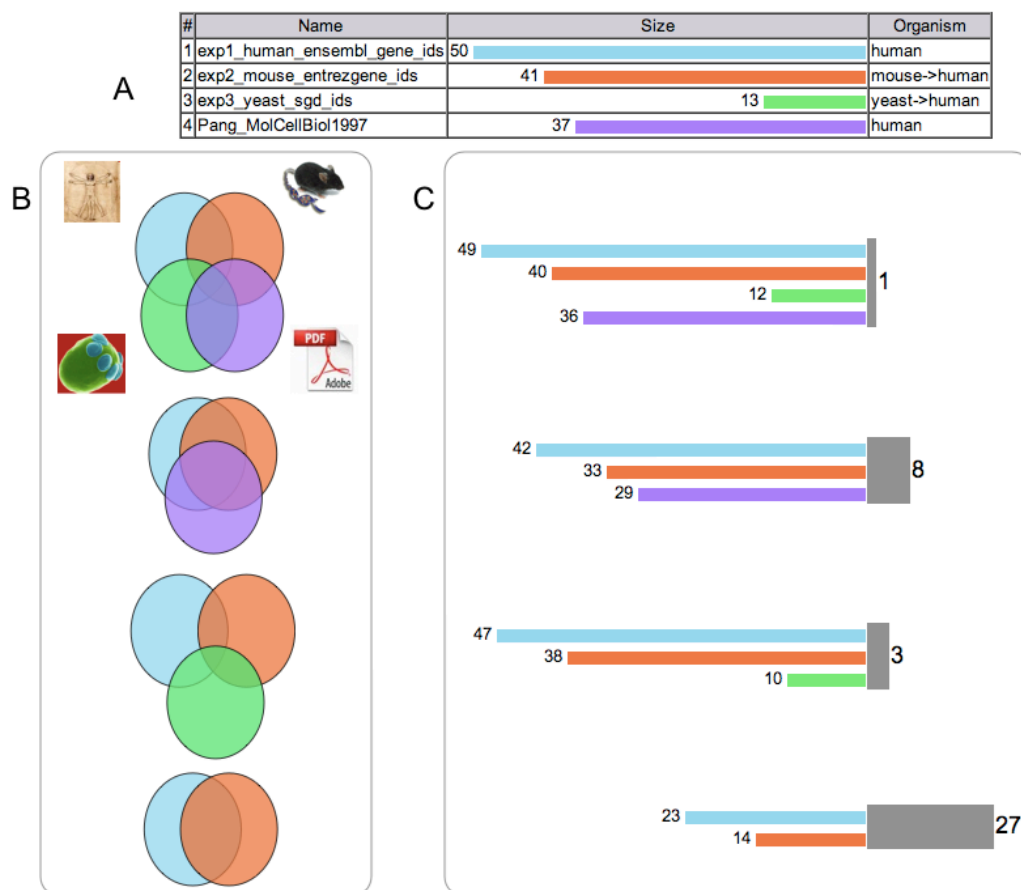 # Name Size Organism
1 exp1_human_ensembl_gene_ids 50 human
2 exp2_mouse_entrezgene_ids 41 mouse->human
3 exp3_yeast_sgd_ids 13 yeast->human
4 Pang_MolCellBiol1997 37 human
A
B
PDF
Adobe
C
49
40
12
36
1
42
33
29
8
47
38
10
3
23
14
27